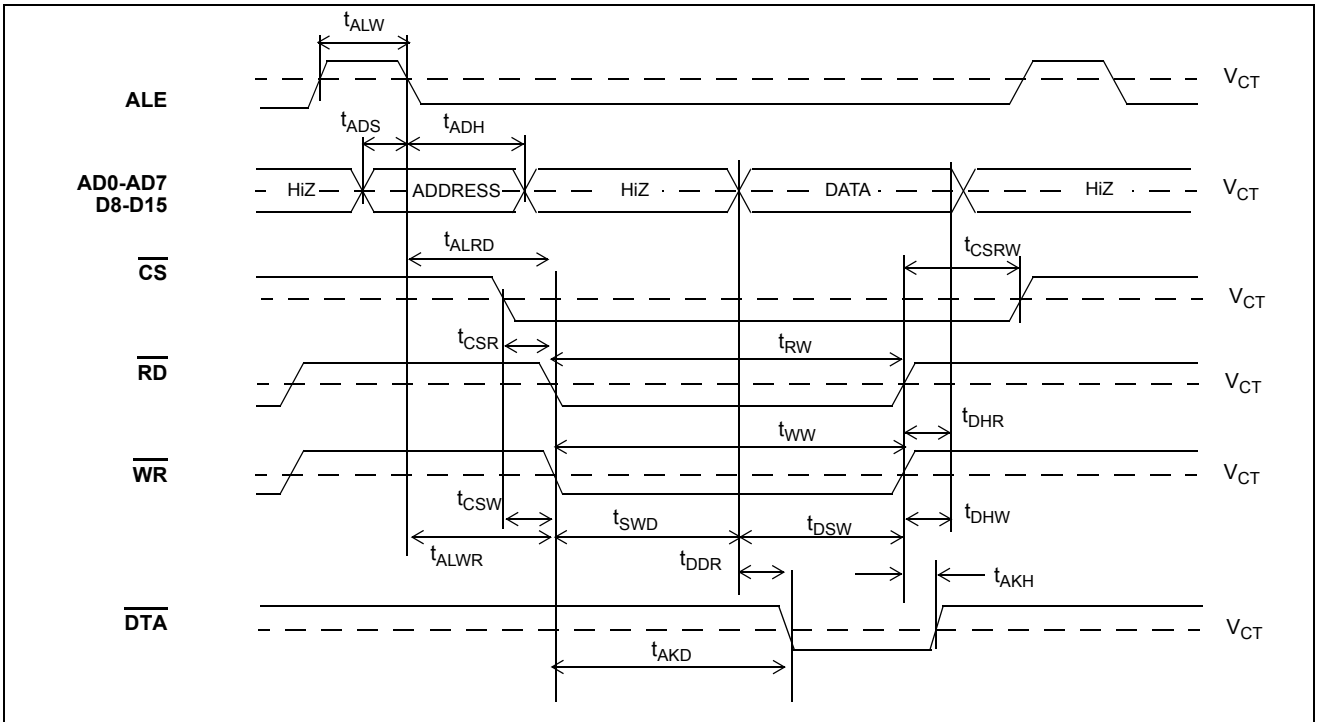 tALW
ALE
VCT
tADS
tADH
AD0-AD7
D8-D15
HiZ
ADDRESS
HiZ
DATA
HiZ
VCT
tALRD
tCSRW
CS
VCT
tCSR
tRW
RD
VCT
tDHR
tWW
WR
VCT
tCSW
tSWD
tDSW
tDHW
tALWR
tDDR
tAKH
DTA
VCT
tAKD